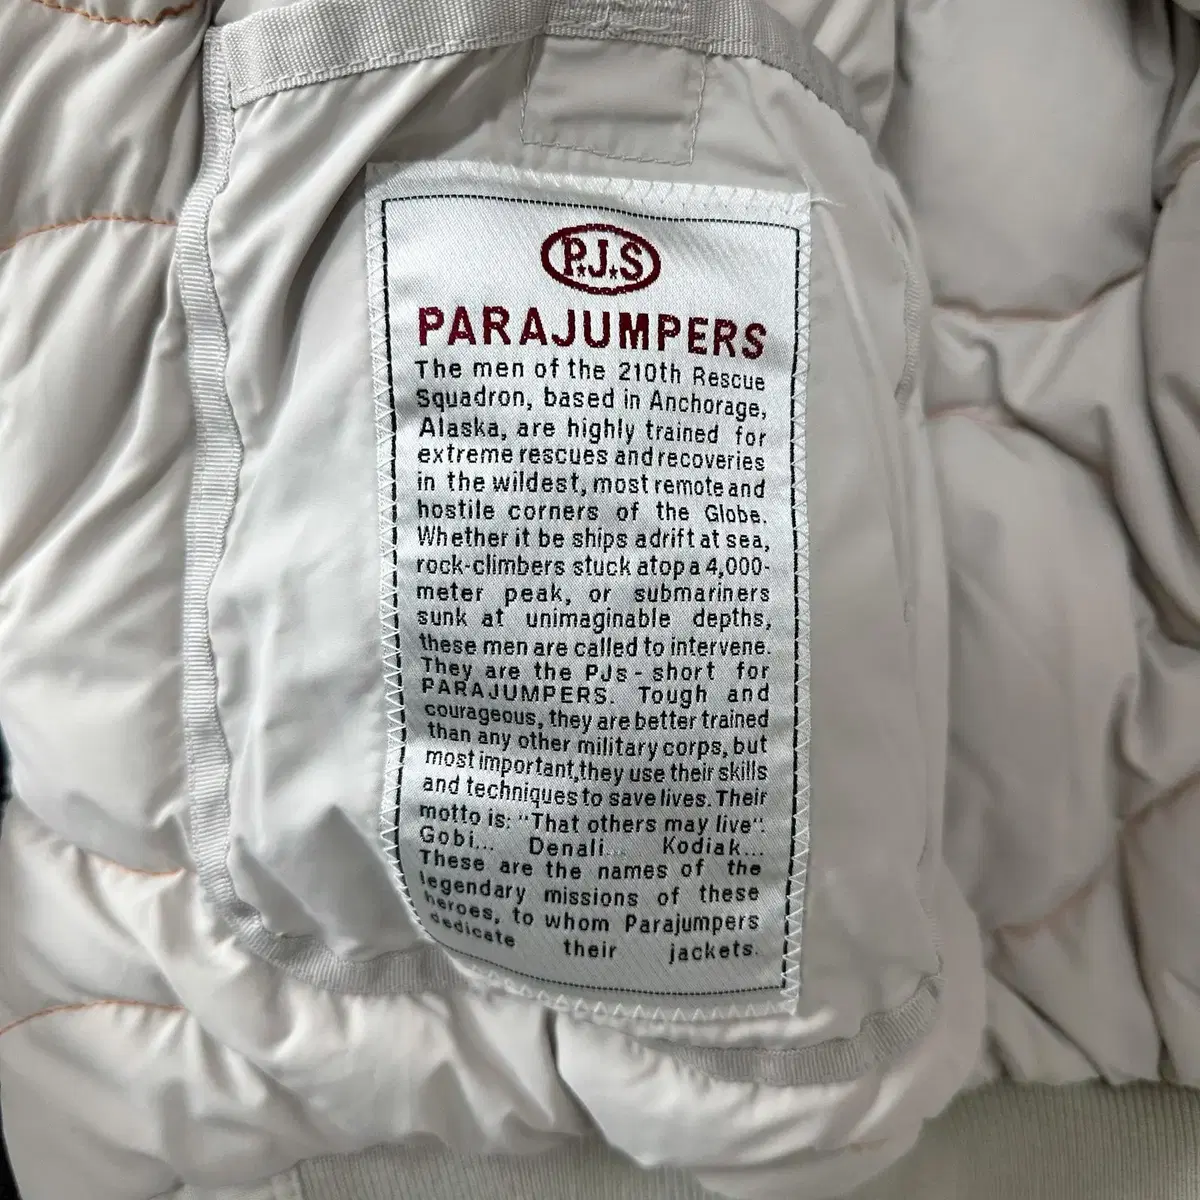 P.J.S
PARAJUMPERS
The men of the 210th Rescue
Squadron, based in Anchorage,
Alaska, are highly trained for
extreme rescues and recoveries
in the wildest, most remote and
hostile corners of the Globe.
Whether it be ships adrift at sea,
rock-climbers stuck atop a 4,000-
meter peak, or submariners
sunk at unimaginable depths,
these men are called to intervene.
They are the PJs - short for
PARAJUMPERS. Tough and
courageous, they are better trained
than any other military corps, but
most important, they use their skills
and techniques to save lives. Their
motto is: "That others may live".
Gobi... Denali... Kodiak...
These are the names of the
legendary missions of these
heroes, to whom Parajumpers
dedicate their jackets.